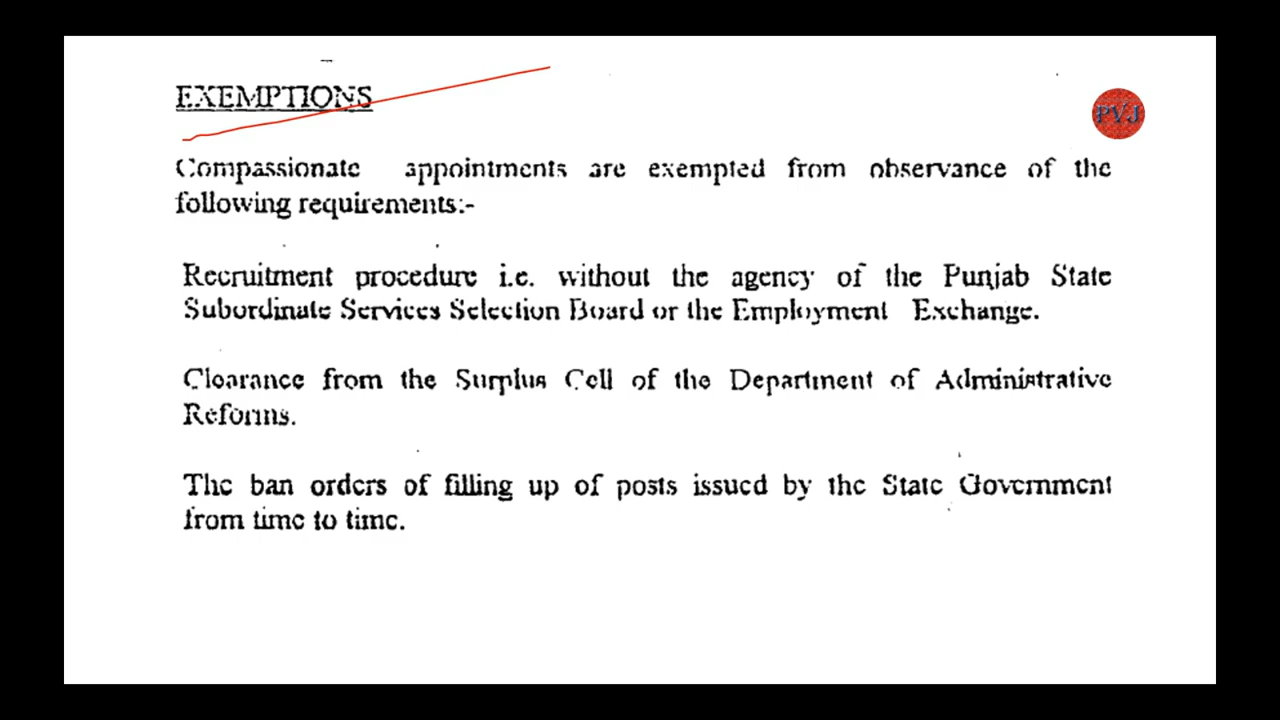 EXEMPTIONS
PVJ
Compassionate appointments are exempted from observance of the
following requirements:-
Recruitment procedure i.e. without the agency of the Punjab State
Subordinate Services Selection Board or the Employment Exchange.
Clearance from the Surplus Cell of the Department of Administrative
Reforms.
The ban orders of filling up of posts issued by the State Government
from time to time.